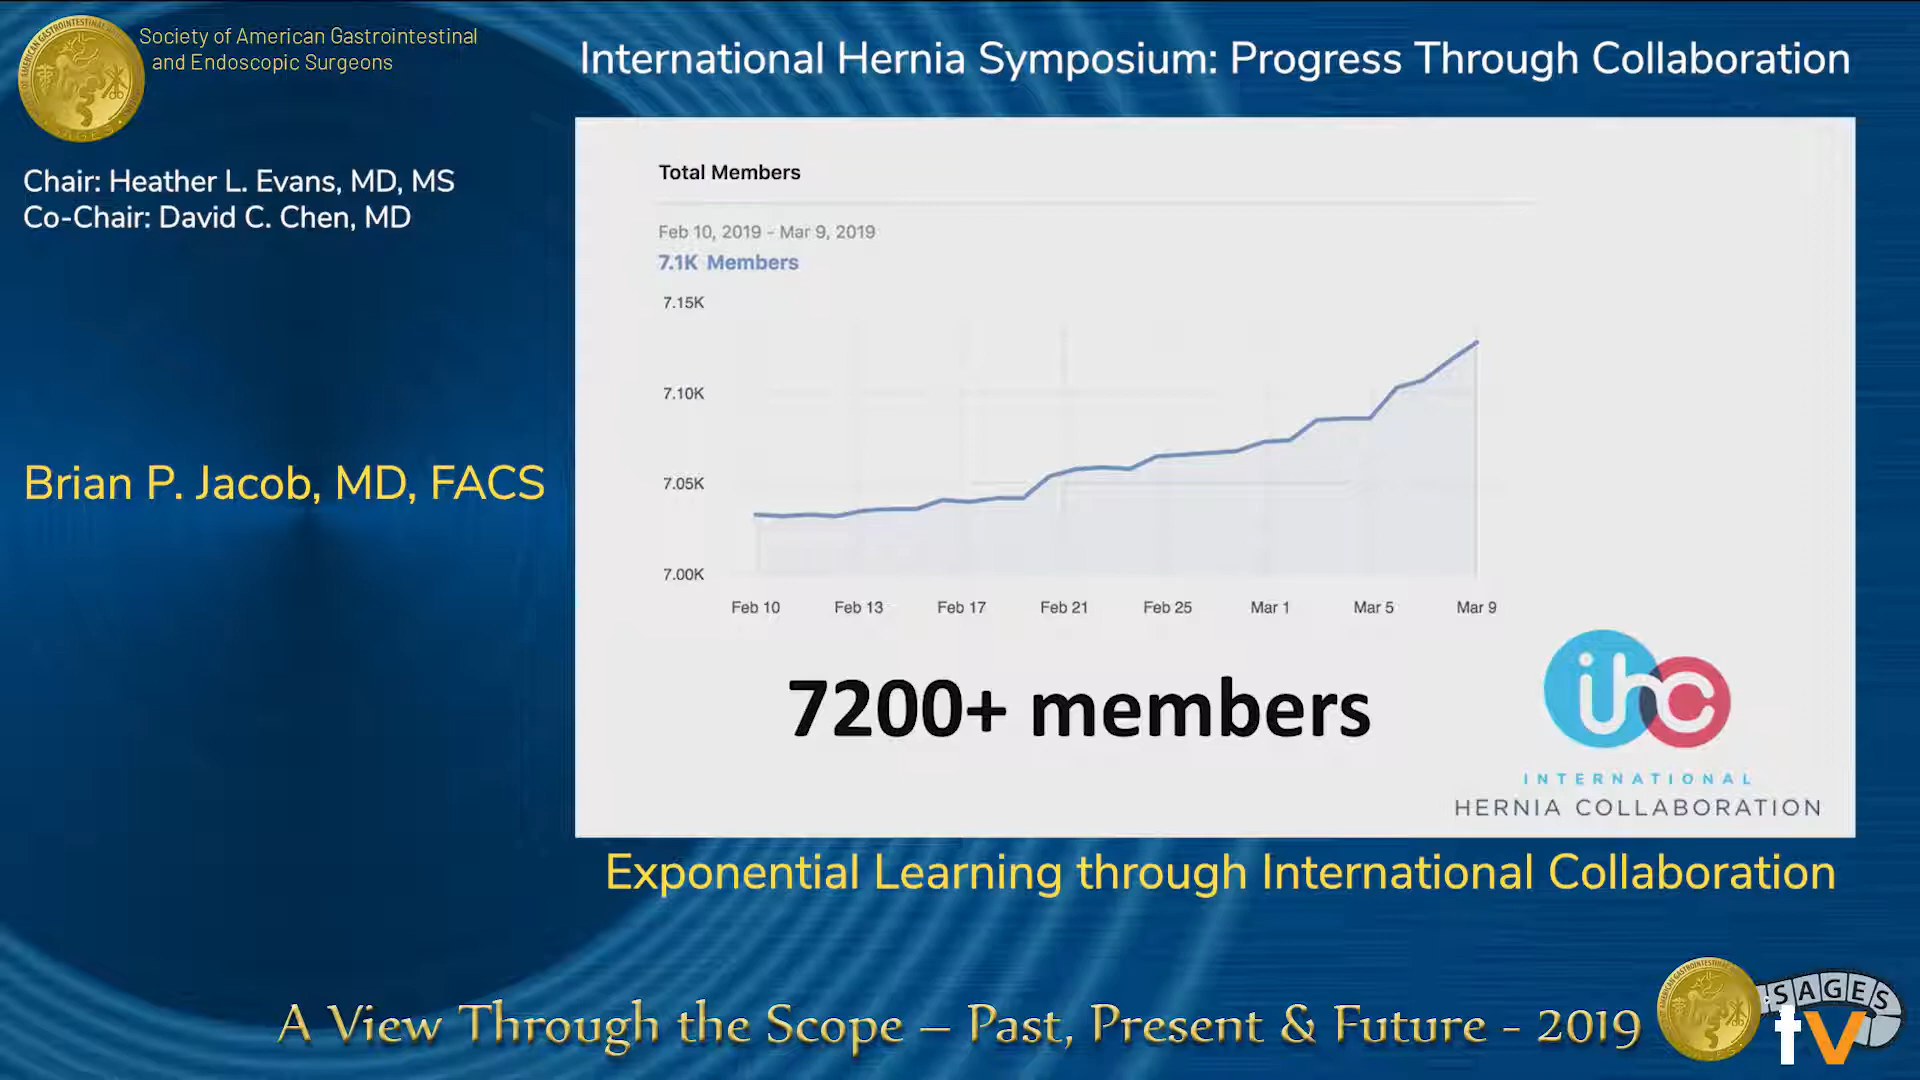 Society of American Gastrointestinal
and Endoscopic Surgeons
International Hernia Symposium: Progress Through Collaboration
Chair: Heather L. Evans, MD, MS
Co-Chair: David C. Chen, MD
Brian P. Jacob, MD, FACS
Total Members
Feb 10, 2019 - Mar 9, 2019
7.1K Members
7.15K
7.10K
7.05K
7.00K
Feb 10 Feb 13 Feb 17 Feb 21 Feb 25 Mar 1 Mar 5 Mar 9
7200+ members
ihc
INTERNATIONAL
HERNIA COLLABORATION
Exponential Learning through International Collaboration
A View Through the Scope – Past, Present & Future - 2019
SAGES
tv